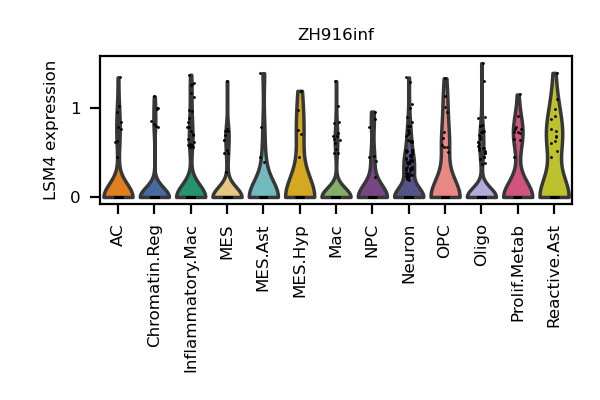 ZH916inf
LSM4 expression
1
0
AC
Chromatin.Reg
Inflammatory.Mac
MES
MES.Ast
MES.Hyp
Mac
NPC
Neuron
OPC
Oligo
Prolif.Metab
Reactive.Ast